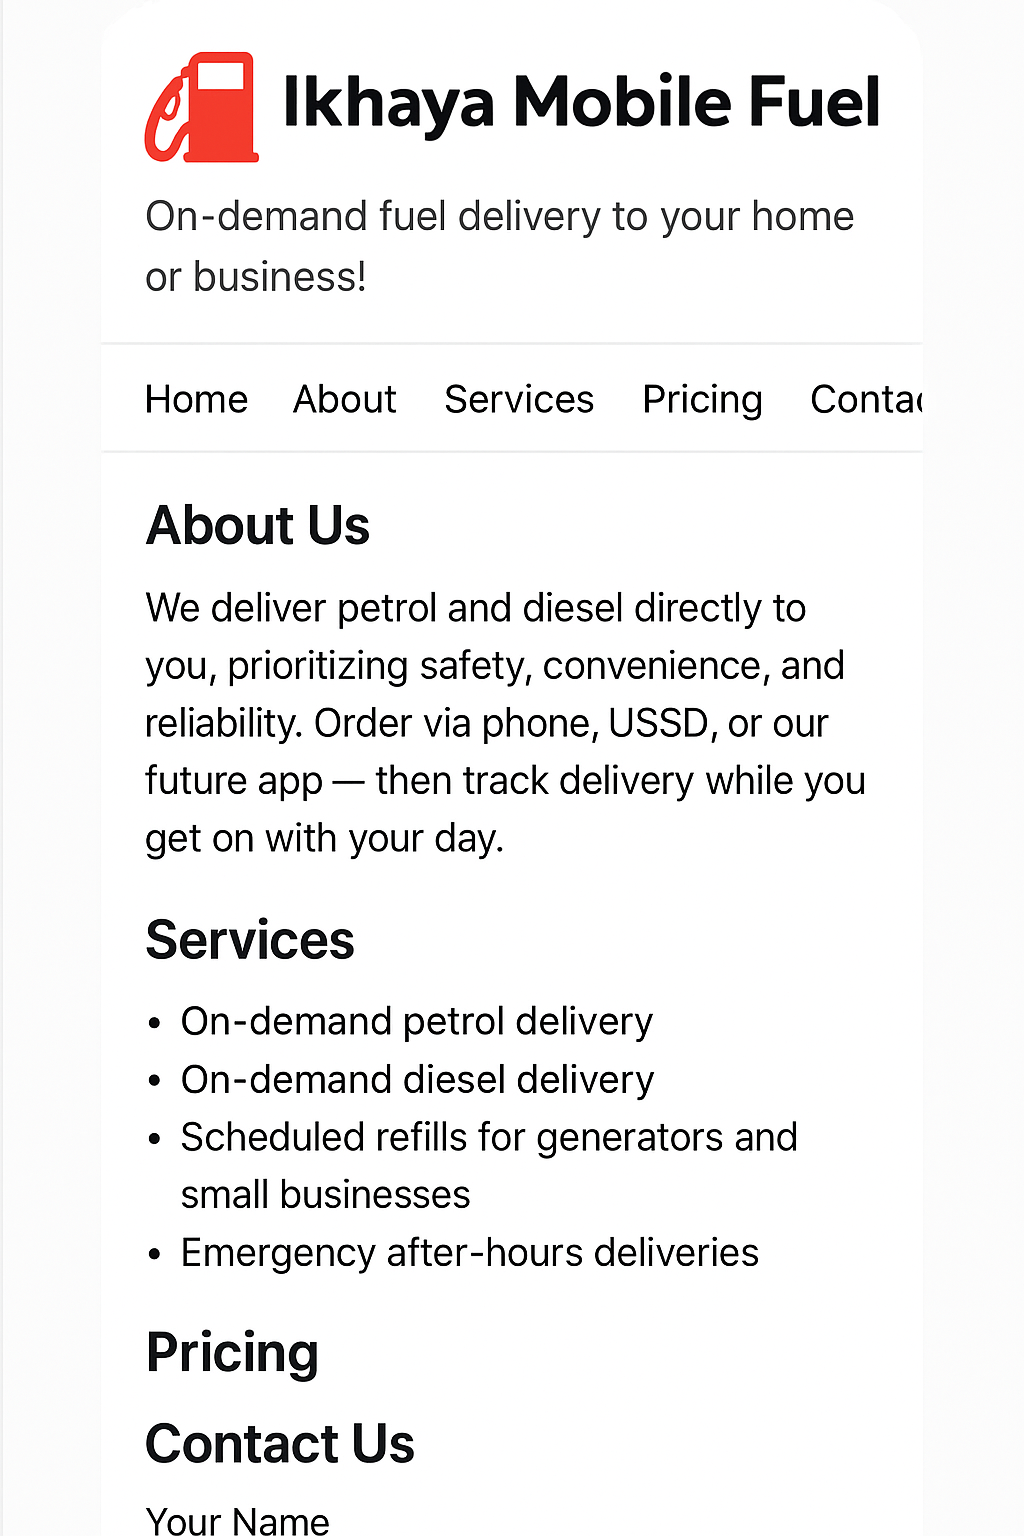 Ikhaya Mobile Fuel
On-demand fuel delivery to your home
or business!
Home About Services Pricing Contac
About Us
We deliver petrol and diesel directly to
you, prioritizing safety, convenience, and
reliability. Order via phone, USSD, or our
future app — then track delivery while you
get on with your day.
Services
• On-demand petrol delivery
• On-demand diesel delivery
• Scheduled refills for generators and
small businesses
• Emergency after-hours deliveries
Pricing
Contact Us
Your Name